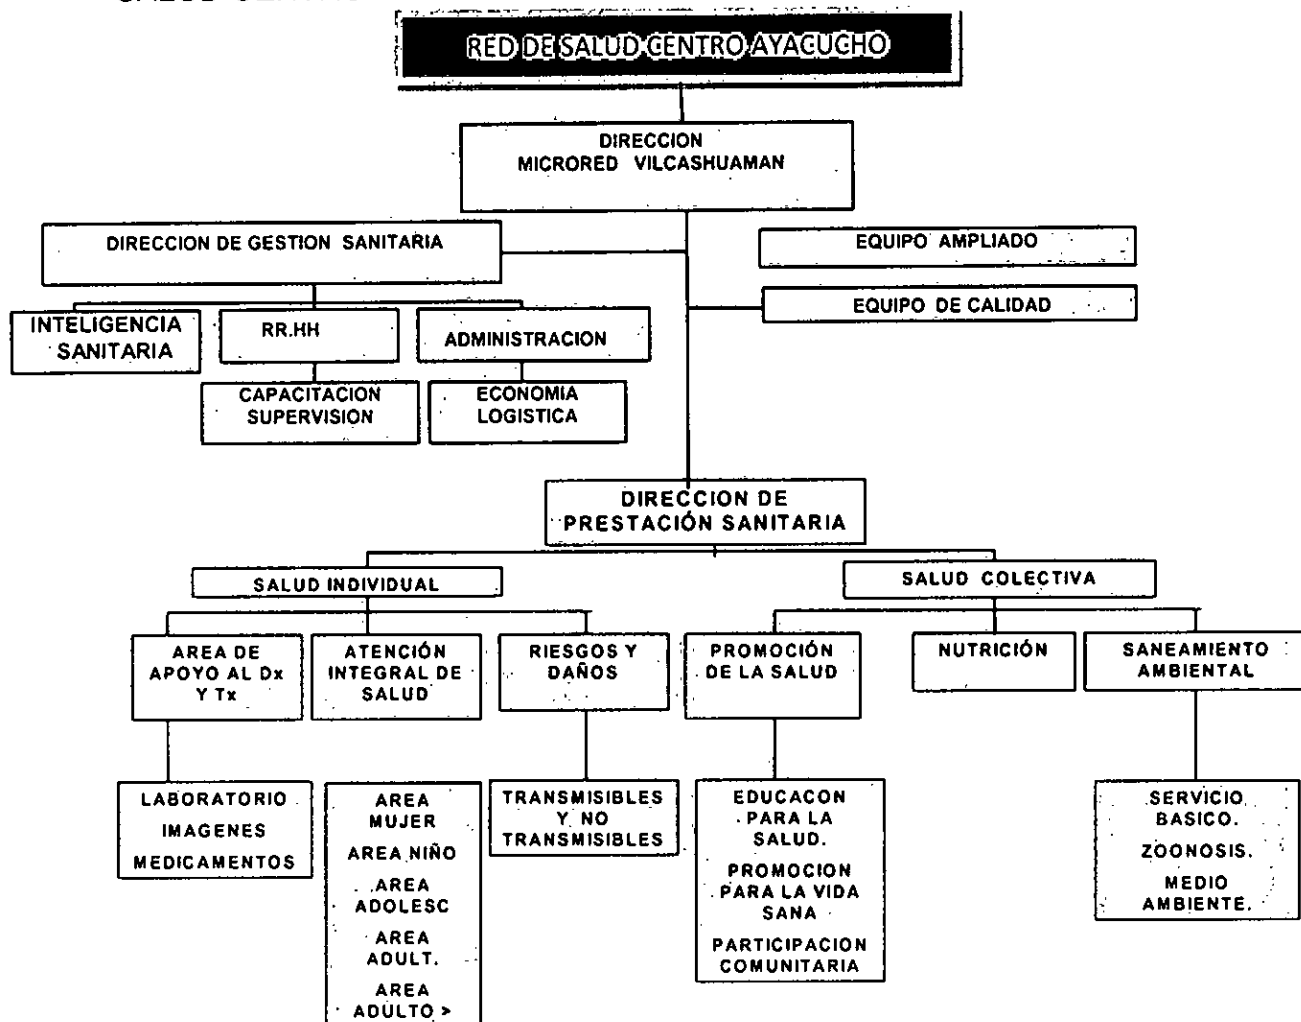 RED DE SALUD CENTRO AYACUCHO
DIRECCION
MICRORED VILCASHUAMAN
DIRECCION DE GESTION SANITARIA
EQUIPO AMPLIADO
EQUIPO DE CALIDAD
INTELIGENCIA
SANITARIA
RR.HH
ADMINISTRACION
CAPACITACION
SUPERVISION
ECONOMIA
LOGISTICA
DIRECCION DE
PRESTACIÓN SANITARIA
SALUD INDIVIDUAL
SALUD COLECTIVA
AREA DE
APOYO AL Dx
Y Tx
ATENCIÓN
INTEGRAL DE
SALUD
RIESGOS Y
DAÑOS
PROMOCIÓN
DE LA SALUD
NUTRICIÓN
SANEAMIENTO
AMBIENTAL
LABORATORIO
IMAGENES
MEDICAMENTOS
AREA
MUJER
AREA NIÑO
AREA
ADOLESC
AREA
ADULT.
AREA
ADULTO >
TRANSMISIBLES
Y NO
TRANSMISIBLES
EDUCACON
PARA LA
SALUD.
PROMOCION
PARA LA VIDA
SANA
PARTICIPACION
COMUNITARIA
SERVICIO
BASICO.
ZOONOSIS.
MEDIO
AMBIENTE.